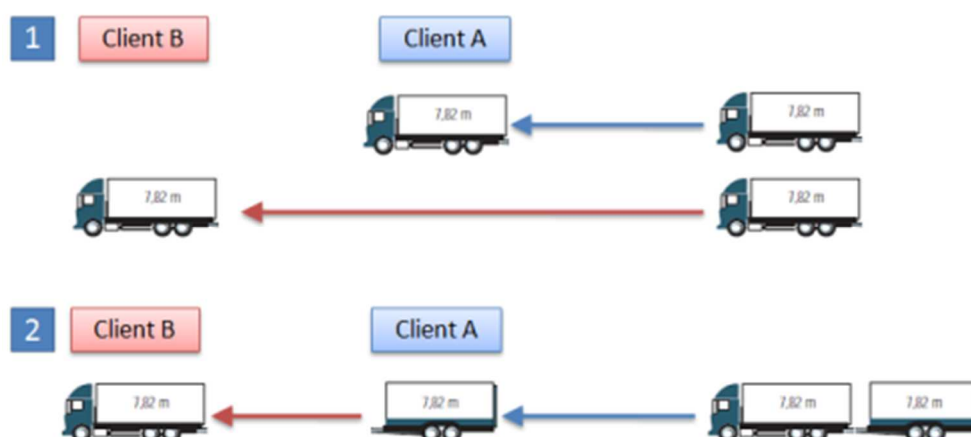 1 Client B Client A
7,82 m 7,82 m
7,82 m 7,82 m
2 Client B Client A
7,82 m 7,82 m 7,82 m 7,82 m